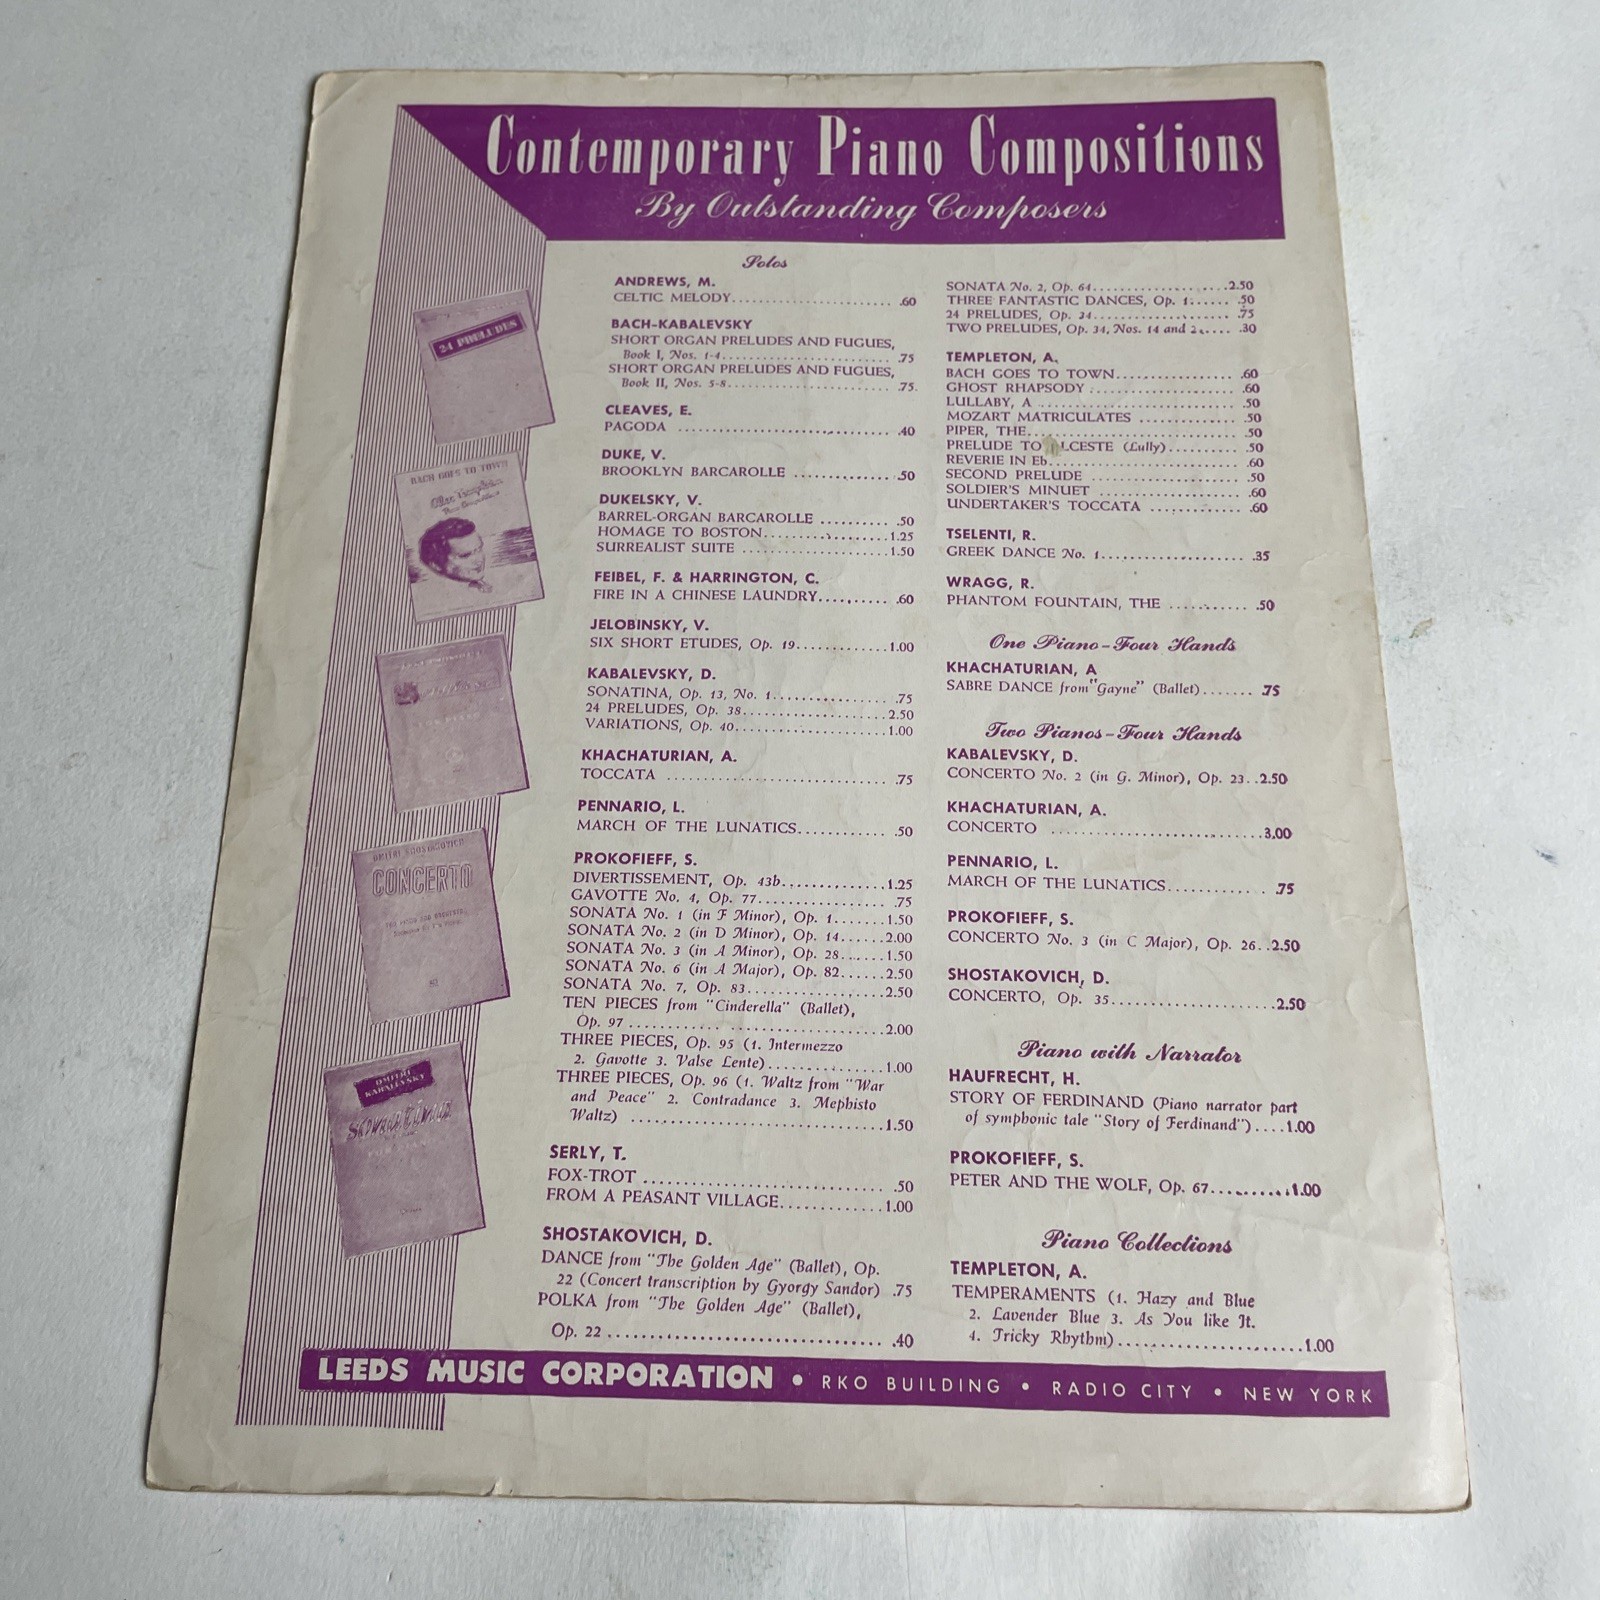 Contemporary Piano Compositions
By Outstanding Composers
24 PRELUDES
BACH GOES TO TOWN
Alec Templeton
CONCERTO
DMITRI
KABALEVSKY
Solos
ANDREWS, M.
CELTIC MELODY.............................. .60
BACH-KABALEVSKY
SHORT ORGAN PRELUDES AND FUGUES,
Book I, Nos. 1-4.............................. .75
SHORT ORGAN PRELUDES AND FUGUES,
Book II, Nos. 5-8.............................. .75
CLEAVES, E.
PAGODA .............................. .40
DUKE, V.
BROOKLYN BARCAROLLE .............. .50
DUKELSKY, V.
BARREL-ORGAN BARCAROLLE .......... .50
HOMAGE TO BOSTON..................1.25
SURREALIST SUITE .....................1.50
FEIBEL, F. & HARRINGTON, C.
FIRE IN A CHINESE LAUNDRY.......... .60
JELOBINSKY, V.
SIX SHORT ETUDES, Op. 19.............1.00
KABALEVSKY, D.
SONATINA, Op. 13, No. 1................. .75
24 PRELUDES, Op. 38.....................2.50
VARIATIONS, Op. 40......................1.00
KHACHATURIAN, A.
TOCCATA .............................. .75
PENNARIO, L.
MARCH OF THE LUNATICS............ .50
PROKOFIEFF, S.
DIVERTISSEMENT, Op. 43b..............1.25
GAVOTTE No. 4, Op. 77.................. .75
SONATA No. 1 (in F Minor), Op. 1.......1.50
SONATA No. 2 (in D Minor), Op. 14......2.00
SONATA No. 3 (in A Minor), Op. 28......1.50
SONATA No. 6 (in A Major), Op. 82......2.50
SONATA No. 7, Op. 83....................2.50
TEN PIECES from "Cinderella" (Ballet),
Op. 97 ..............................2.00
THREE PIECES, Op. 95 (1. Intermezzo
2. Gavotte 3. Valse Lente)................1.00
THREE PIECES, Op. 96 (1. Waltz from "War
and Peace" 2. Contradance 3. Mephisto
Waltz) ..............................1.50
SERLY, T.
FOX-TROT .............................. .50
FROM A PEASANT VILLAGE.............1.00
SHOSTAKOVICH, D.
DANCE from "The Golden Age" (Ballet), Op.
22 (Concert transcription by Gyorgy Sandor) .75
POLKA from "The Golden Age" (Ballet),
Op. 22 .............................. .40
SONATA No. 2, Op. 64....................2.50
THREE FANTASTIC DANCES, Op. 1...... .50
24 PRELUDES, Op. 34..................... .75
TWO PRELUDES, Op. 34, Nos. 14 and 2..... .30
TEMPLETON, A.
BACH GOES TO TOWN.................. .60
GHOST RHAPSODY ...................... .60
LULLABY, A .............................. .50
MOZART MATRICULATES .............. .50
PIPER, THE.............................. .50
PRELUDE TO ALCESTE (Lully).......... .50
REVERIE IN Eb........................... .60
SECOND PRELUDE ...................... .50
SOLDIER'S MINUET ..................... .60
UNDERTAKER'S TOCCATA ............. .60
TSELENTI, R.
GREEK DANCE No. 1..................... .35
WRAGG, R.
PHANTOM FOUNTAIN, THE ........... .50
One Piano-Four Hands
KHACHATURIAN, A
SABRE DANCE from "Gayne" (Ballet)....... .75
Two Pianos-Four Hands
KABALEVSKY, D.
CONCERTO No. 2 (in G. Minor), Op. 23..2.50
KHACHATURIAN, A.
CONCERTO ...........................3.00
PENNARIO, L.
MARCH OF THE LUNATICS............ .75
PROKOFIEFF, S.
CONCERTO No. 3 (in C Major), Op. 26..2.50
SHOSTAKOVICH, D.
CONCERTO, Op. 35.....................2.50
Piano with Narrator
HAUFRECHT, H.
STORY OF FERDINAND (Piano narrator part
of symphonic tale "Story of Ferdinand")....1.00
PROKOFIEFF, S.
PETER AND THE WOLF, Op. 67..........1.00
Piano Collections
TEMPLETON, A.
TEMPERAMENTS (1. Hazy and Blue
2. Lavender Blue 3. As You like It.
4. Tricky Rhythm).....................1.00
LEEDS MUSIC CORPORATION • RKO BUILDING • RADIO CITY • NEW YORK